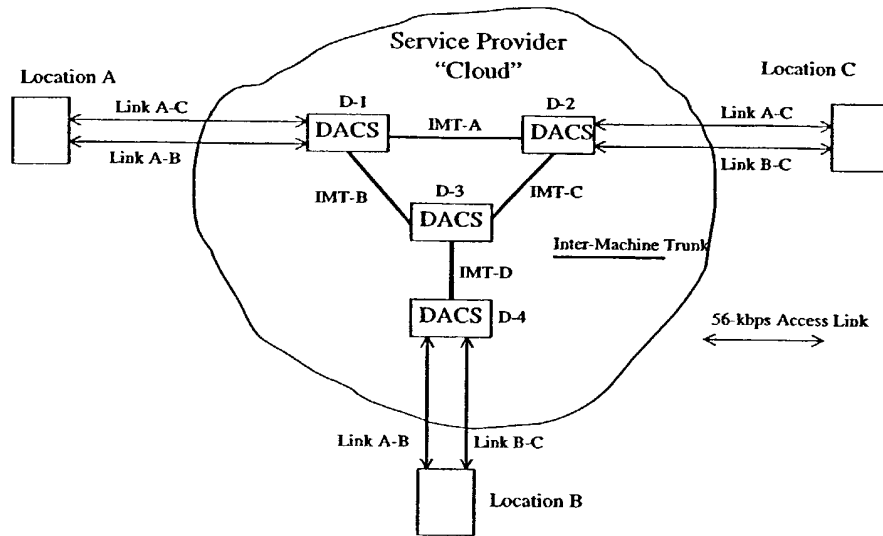 Service Provider
"Cloud"
Location A
Location C
D-1
D-2
Link A-C
DACS
IMT-A
DACS
Link A-C
Link A-B
Link B-C
IMT-B
D-3
IMT-C
DACS
Inter-Machine Trunk
IMT-D
DACS
D-4
56-kbps Access Link
Link A-B
Link B-C
Location B